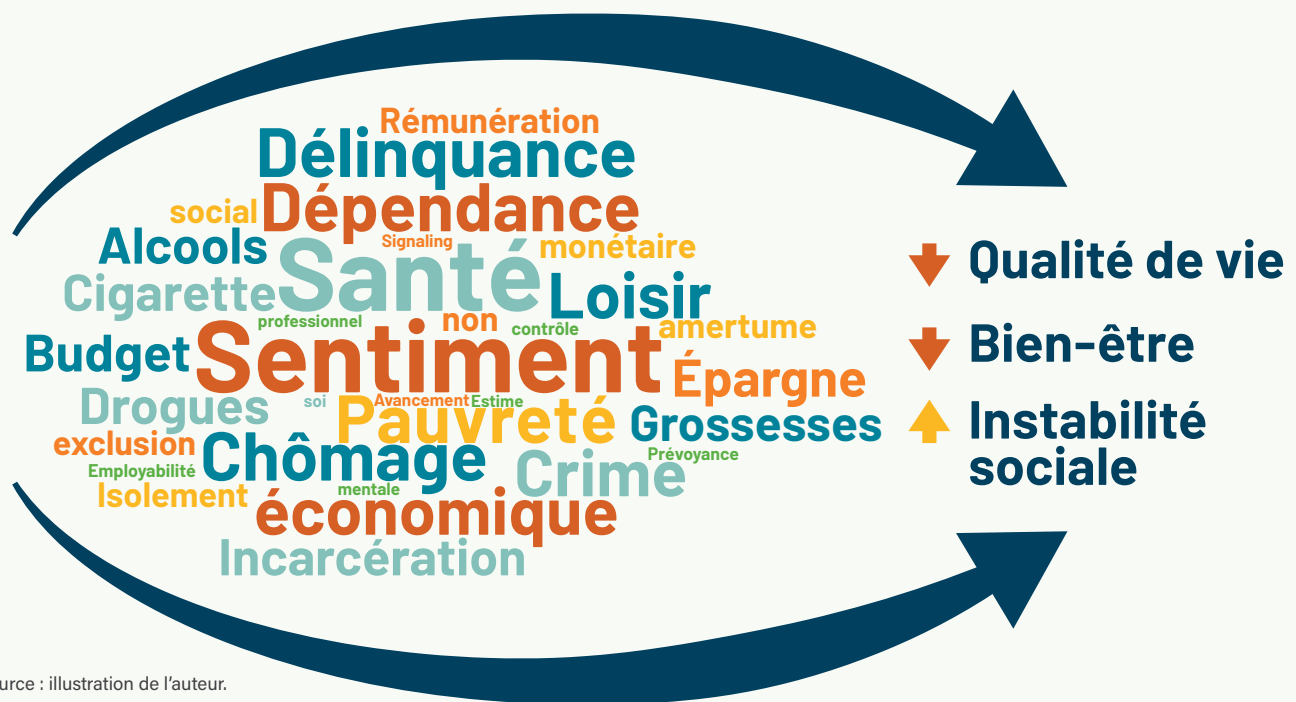 Rémunération
Délinquance
social Dépendance
Alcools Signaling monétaire
Cigarette Santé Loisir
professionnel non contrôle amertume
Budget Sentiment Épargne
Drogues soi Avancement Estime
Pauvreté Grossesses
exclusion Chômage Prévoyance
Employabilité Crime
Isolement mentale
économique
Incarcération
Qualité de vie
Bien-être
Instabilité
sociale
urce : illustration de l’auteur.